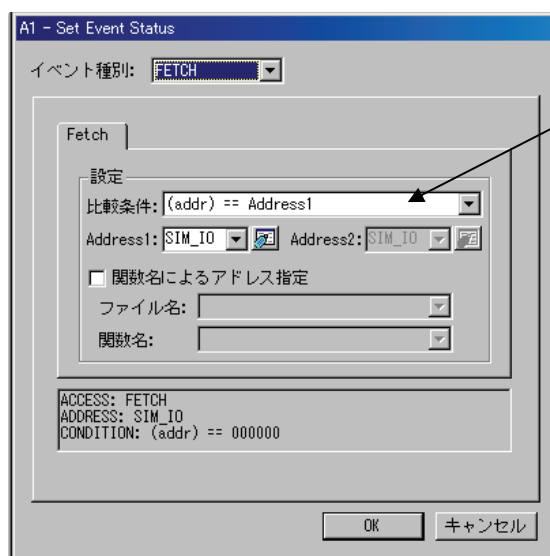 A1 - Set Event Status
イベント種別: FETCH
Fetch
設定
比較条件: (addr) == Address1
Address1: SIM_IO Address2: SIM_IO
関数名によるアドレス指定
ファイル名:
関数名:
ACCESS: FETCH
ADDRESS: SIM_IO
CONDITION: (addr) == 000000
OK キャンセル